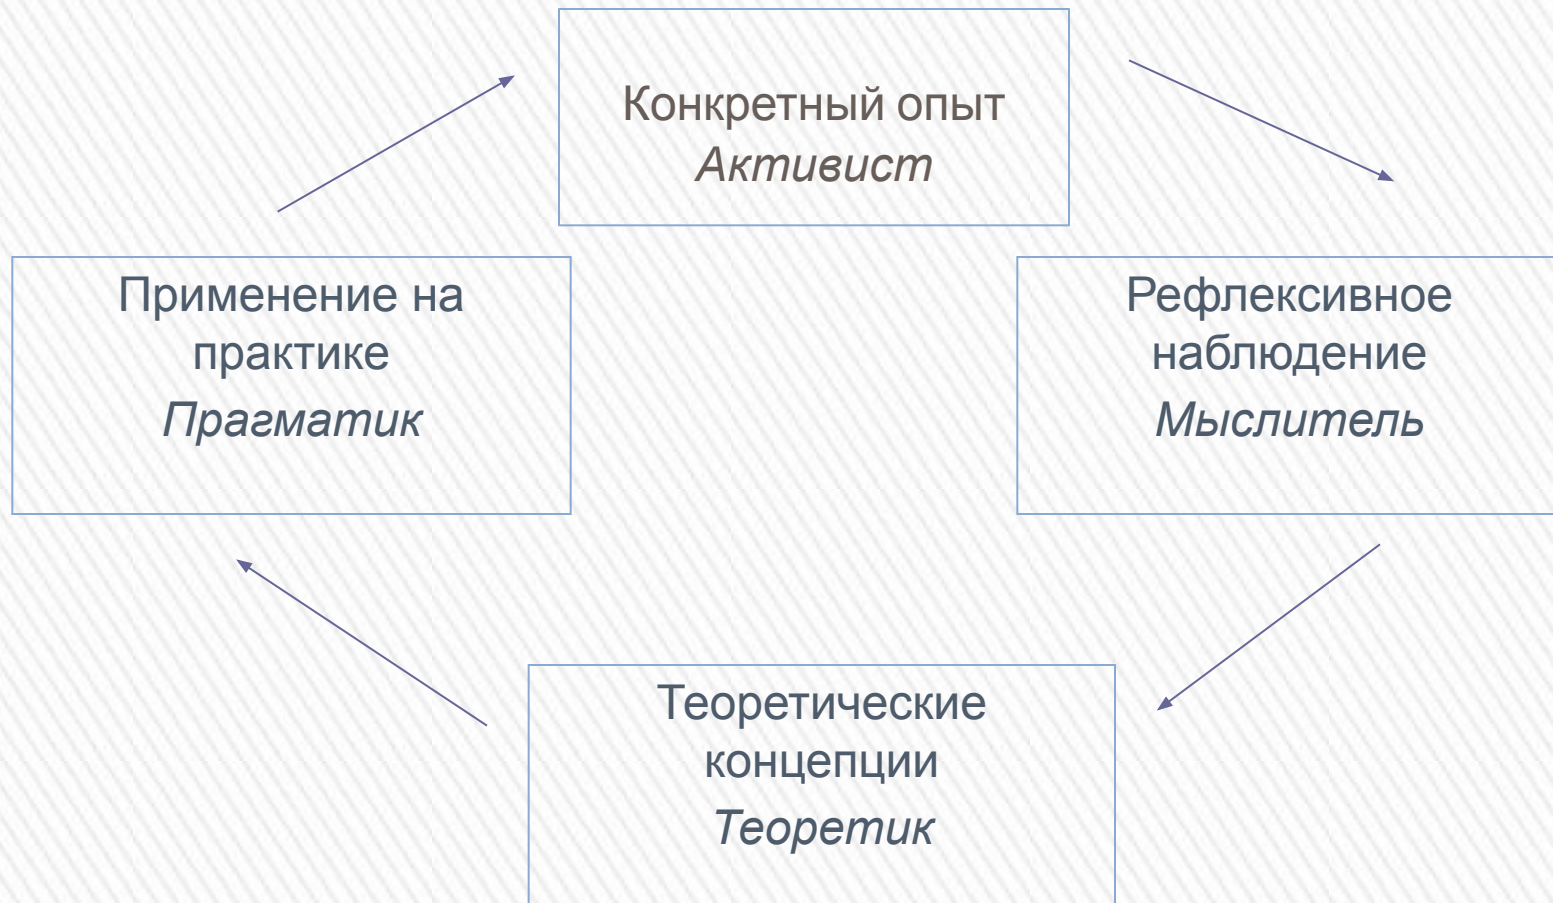 Конкретный опыт
Активист
Применение на
практике
Прагматик
Рефлексивное
наблюдение
Мыслитель
Теоретические
концепции
Теоретик